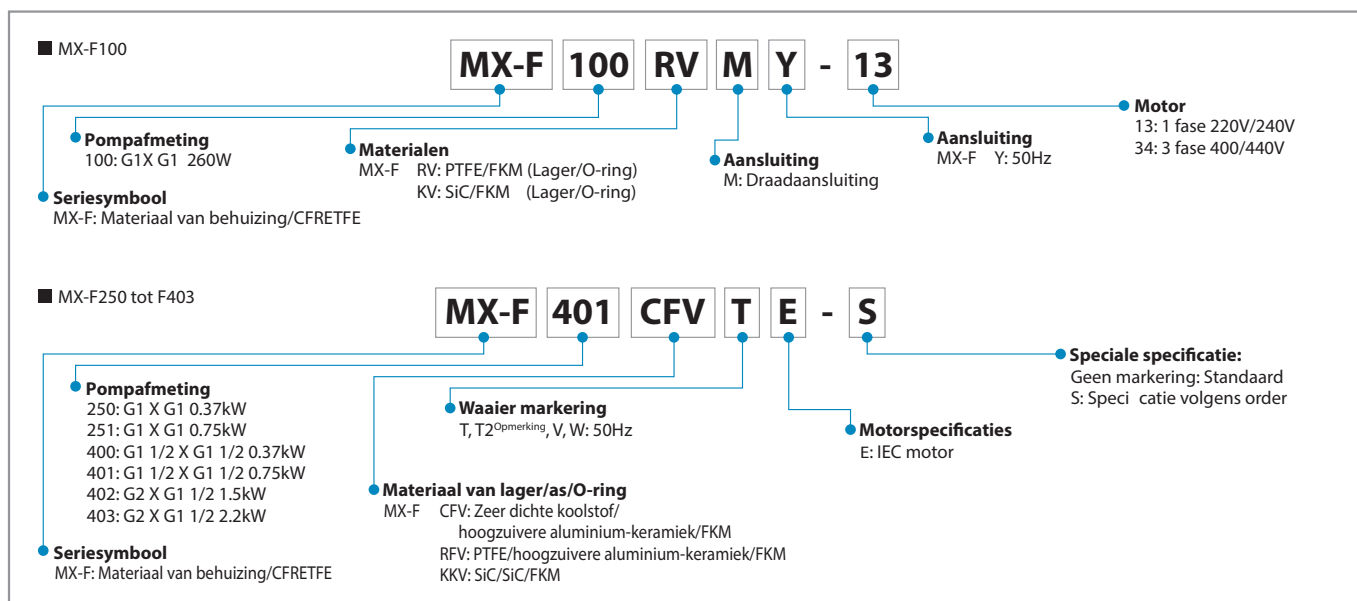 ■ MX-F100
MX-F 100 RV M Y - 13
Motor
13: 1 fase 220V/240V
34: 3 fase 400/440V
Aansluiting
MX-F Y: 50Hz
Aansluiting
M: Draadaansluiting
Materialen
MX-F RV: PTFE/FKM (Lager/O-ring)
KV: SiC/FKM (Lager/O-ring)
Pompafmeting
100: G1X G1 260W
Seriesymbool
MX-F: Materiaal van behuizing/CFRETFE
■ MX-F250 tot F403
MX-F 401 CFV T E - S
Speciale specificatie:
Geen markering: Standaard
S: Speci catie volgens order
Motorspecificaties
E: IEC motor
Waaier markering
T, T2Opmerking, V, W: 50Hz
Materiaal van lager/as/O-ring
MX-F CFV: Zeer dichte koolstof/
hoogzuivere aluminium-keramiek/FKM
RFV: PTFE/hoogzuivere aluminium-keramiek/FKM
KKV: SiC/SiC/FKM
Pompafmeting
250: G1 X G1 0.37kW
251: G1 X G1 0.75kW
400: G1 1/2 X G1 1/2 0.37kW
401: G1 1/2 X G1 1/2 0.75kW
402: G2 X G1 1/2 1.5kW
403: G2 X G1 1/2 2.2kW
Seriesymbool
MX-F: Materiaal van behuizing/CFRETFE